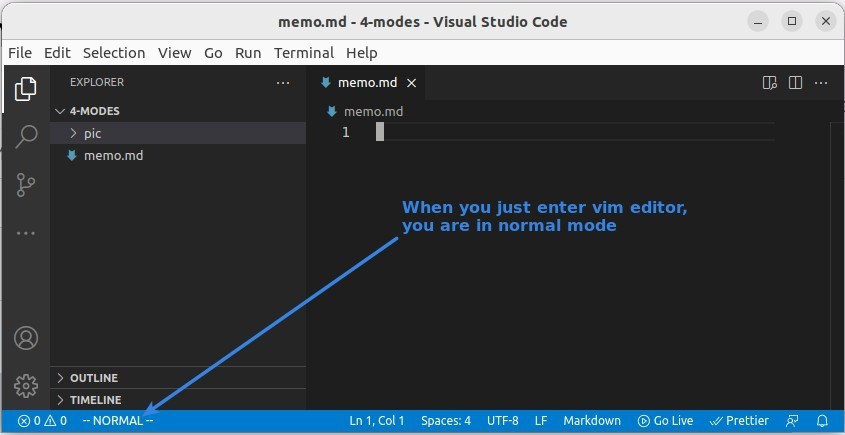 memo.md - 4-modes - Visual Studio Code
File Edit Selection View Go Run Terminal Help
EXPLORER
4-MODES
pic
memo.md
OUTLINE
TIMELINE
memo.md
memo.md
1
When you just enter vim editor,
you are in normal mode
0 0 -- NORMAL -- Ln 1, Col 1 Spaces: 4 UTF-8 LF Markdown Go Live Prettier